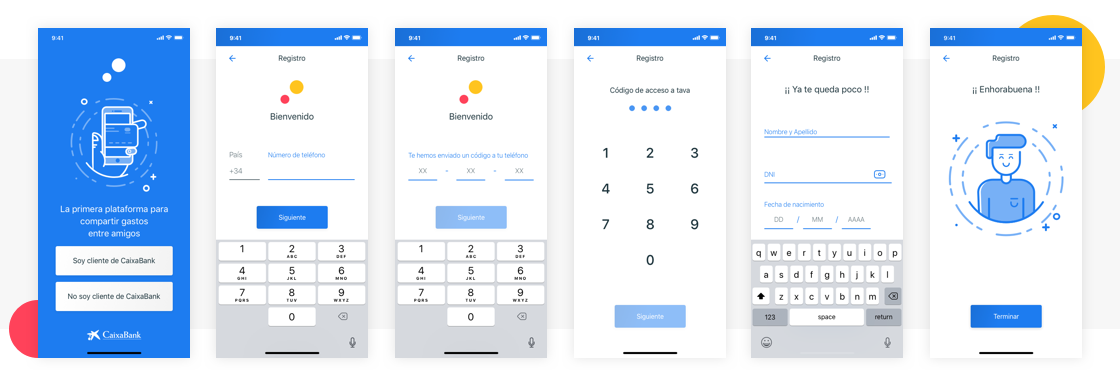 9:41
La primera plataforma para
compartir gastos
entre amigos
Soy cliente de CaixaBank
No soy cliente de CaixaBank
CaixaBank
9:41
Registro
Bienvenido
País
Número de teléfono
+34
Siguiente
1 2 3
ABC DEF
4 5 6
GHI JKL MNO
7 8 9
PQRS TUV WXYZ
0
9:41
Registro
Bienvenido
Te hemos enviado un código a tu teléfono
XX - XX - XX
Siguiente
1 2 3
ABC DEF
4 5 6
GHI JKL MNO
7 8 9
PQRS TUV WXYZ
0
9:41
Registro
Código de acceso a tava
1 2 3
4 5 6
7 8 9
0
Siguiente
9:41
Registro
¡¡ Ya te queda poco !!
Nombre y Apellido
DNI
Fecha de nacimiento
DD / MM / AAAA
q w e r t y u i o p
a s d f g h j k l
z x c v b n m
123 space return
9:41
Registro
¡¡ Enhorabuena !!
Terminar